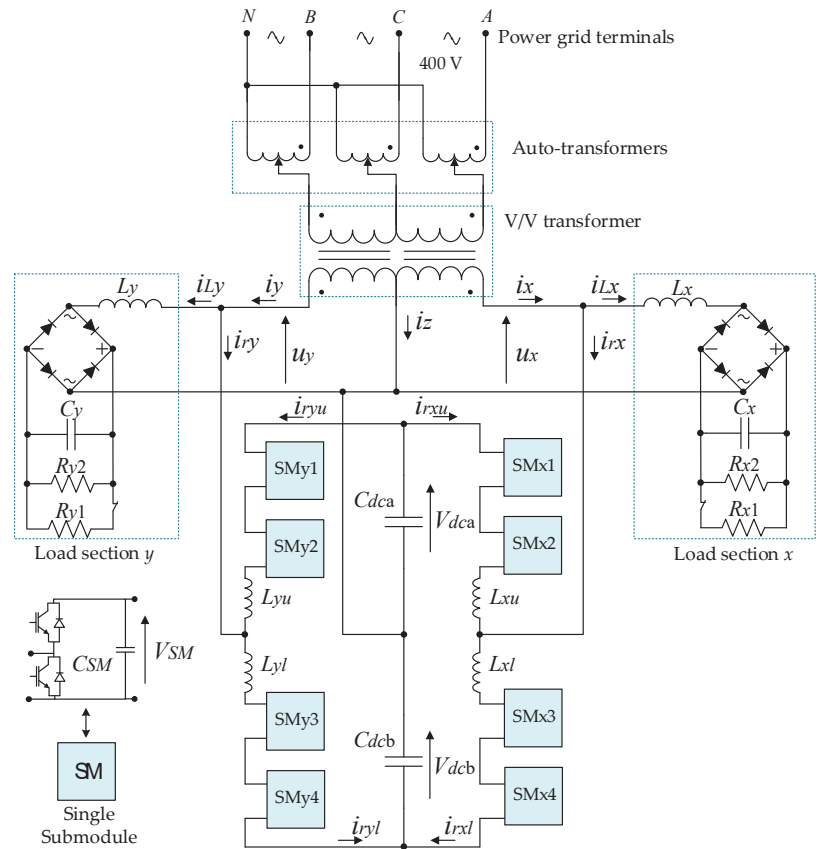 N B C A
Power grid terminals
400 V
Auto-transformers
V/V transformer
Ly iLy iy ix iLx Lx
iz
iry uy ux irx
iryu irxu
Cy Cx
SMy1 SMx1
Ry2 Rx2
Cdca Vdca
Ry1 Rx1
SMy2 SMx2
Load section y Load section x
Lyu Lxu
CSM VSM
Lyl Lxl
SMy3 SMx3
Cdcb Vdcb
SM
SMy4 SMx4
Single
Submodule
iryl irxl